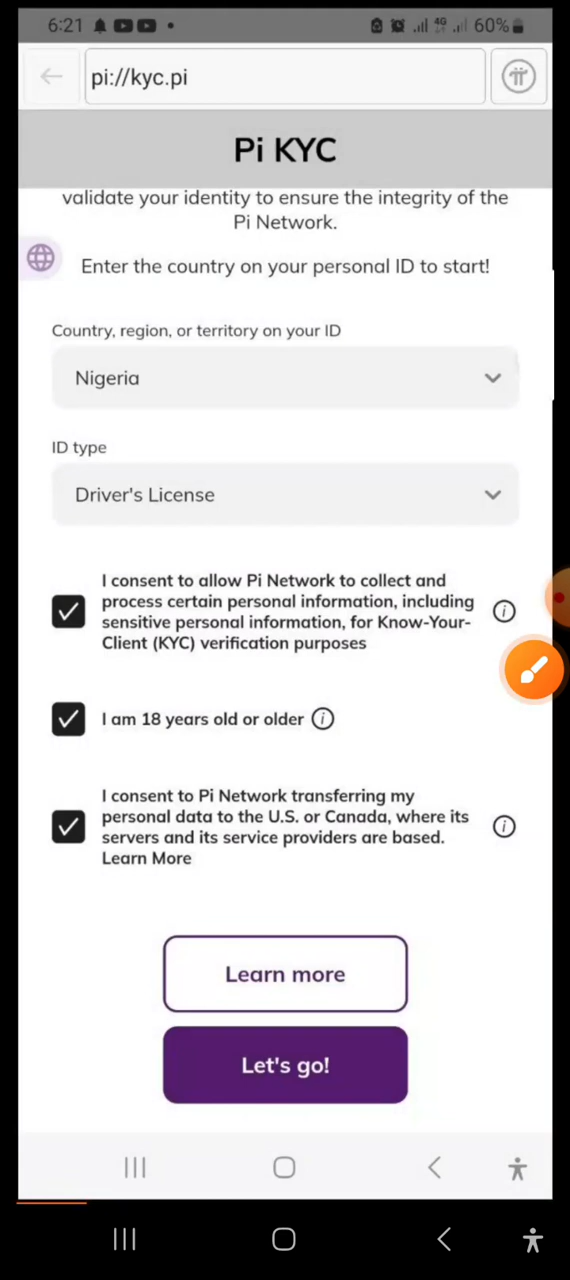 6:21
4G
60%
pi://kyc.pi
Pi KYC
validate your identity to ensure the integrity of the
Pi Network.
Enter the country on your personal ID to start!
Country, region, or territory on your ID
Nigeria
ID type
Driver's License
I consent to allow Pi Network to collect and
process certain personal information, including
sensitive personal information, for Know-Your-
Client (KYC) verification purposes
I am 18 years old or older
I consent to Pi Network transferring my
personal data to the U.S. or Canada, where its
servers and its service providers are based.
Learn More
Learn more
Let's go!